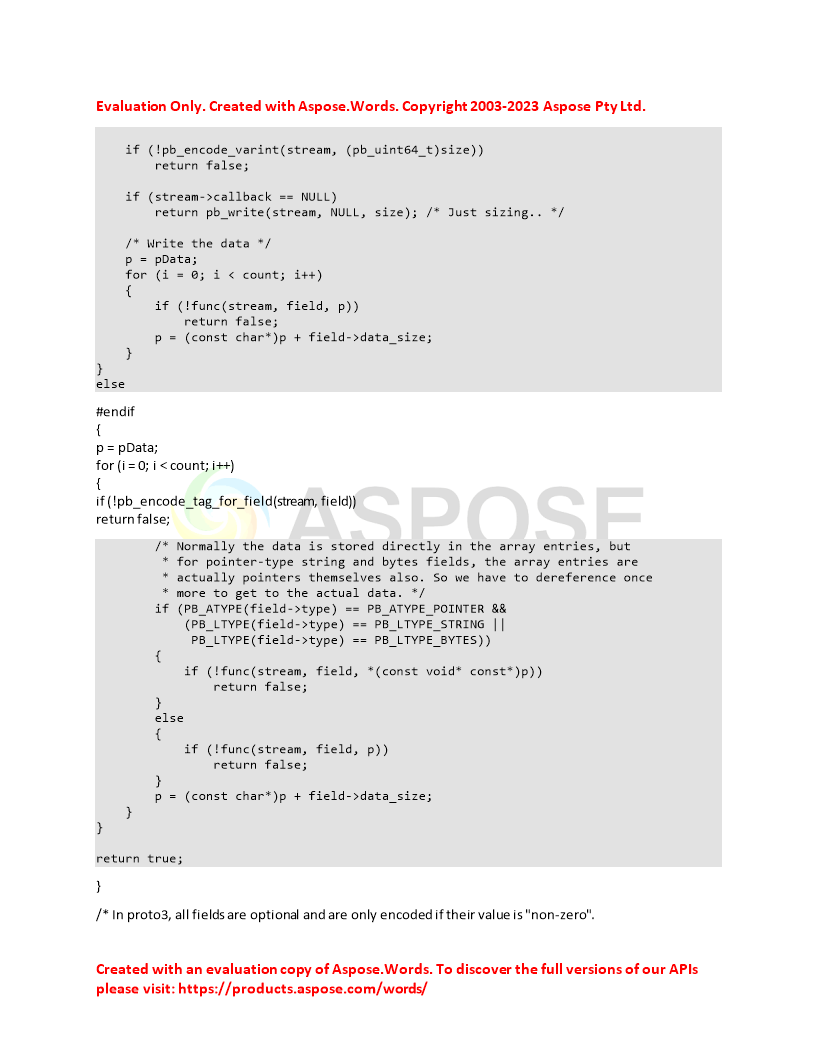 Evaluation Only. Created with Aspose.Words. Copyright 2003-2023 Aspose Pty Ltd.
if (!pb_encode_varint(stream, (pb_uint64_t)size))
return false;
if (stream->callback == NULL)
return pb_write(stream, NULL, size); /* Just sizing.. */
/* Write the data */
p = pData;
for (i = 0; i < count; i++)
{
if (!func(stream, field, p))
return false;
p = (const char*)p + field->data_size;
}
}
else
#endif
{
p = pData;
for (i = 0; i < count; i++)
{
if (!pb_encode_tag_for_field(stream, field))
return false;
ASPOSE
/* Normally the data is stored directly in the array entries, but
* for pointer-type string and bytes fields, the array entries are
* actually pointers themselves also. So we have to dereference once
* more to get to the actual data. */
if (PB_ATYPE(field->type) == PB_ATYPE_POINTER &&
(PB_LTYPE(field->type) == PB_LTYPE_STRING ||
PB_LTYPE(field->type) == PB_LTYPE_BYTES))
{
if (!func(stream, field, *(const void* const*)p))
return false;
}
else
{
if (!func(stream, field, p))
return false;
}
p = (const char*)p + field->data_size;
}
}
return true;
}
/* In proto3, all fields are optional and are only encoded if their value is "non-zero".
Created with an evaluation copy of Aspose.Words. To discover the full versions of our APIs
please visit: https://products.aspose.com/words/